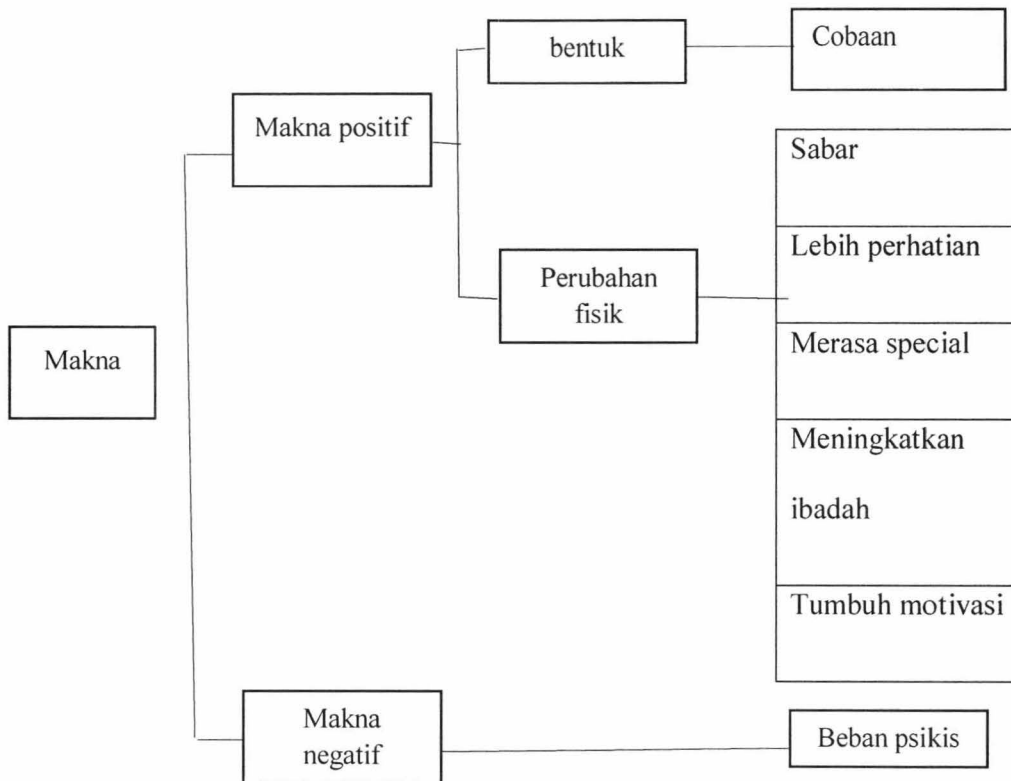 bentuk
Cobaan
Makna positif
Sabar
Lebih perhatian
Perubahan
fisik
Merasa special
Makna
Meningkatkan
ibadah
Tumbuh motivasi
Makna
negatif
Beban psikis